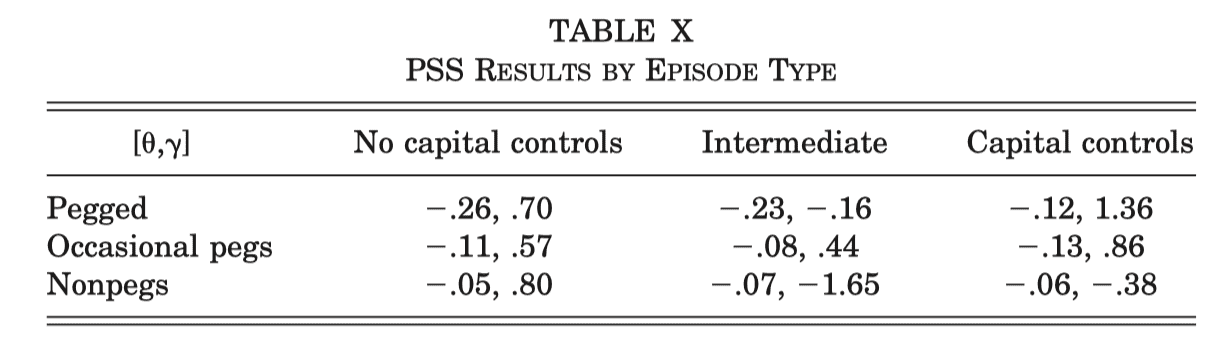 TABLE X
PSS RESULTS BY EPISODE TYPE
[θ,γ] No capital controls Intermediate Capital controls
Pegged −.26, .70 −.23, −.16 −.12, 1.36
Occasional pegs −.11, .57 −.08, .44 −.13, .86
Nonpegs −.05, .80 −.07, −1.65 −.06, −.38